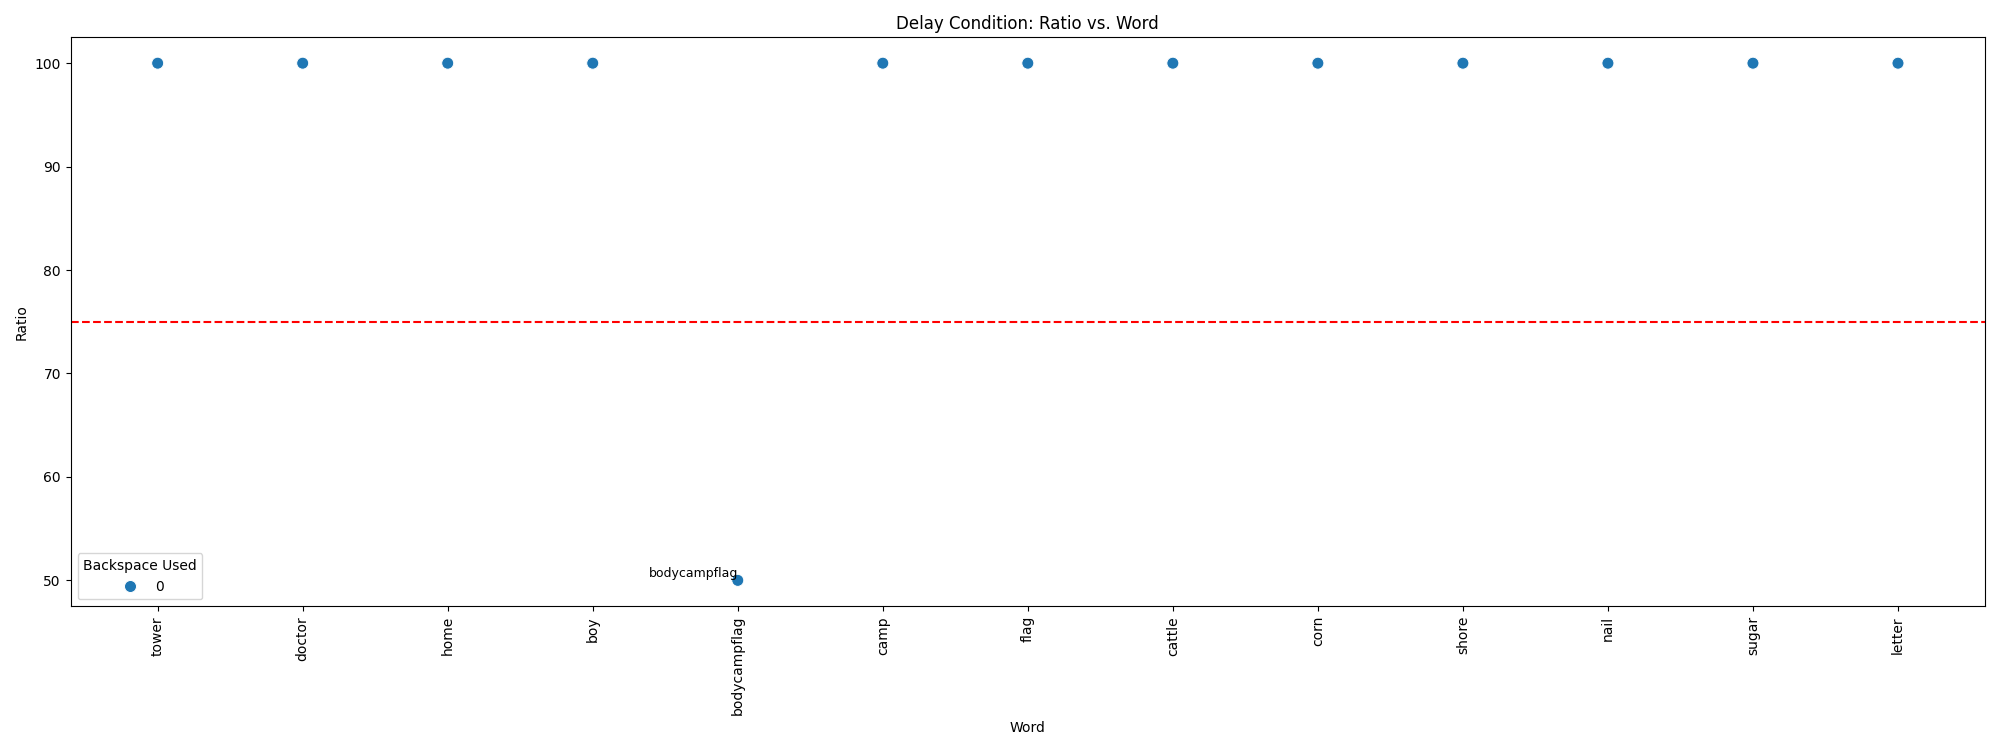 Delay Condition: Ratio vs. Word
Ratio
100
90
80
70
60
50
bodycampflag
Backspace Used
0
tower
doctor
home
boy
bodycampflag
camp
flag
cattle
corn
shore
nail
sugar
letter
Word